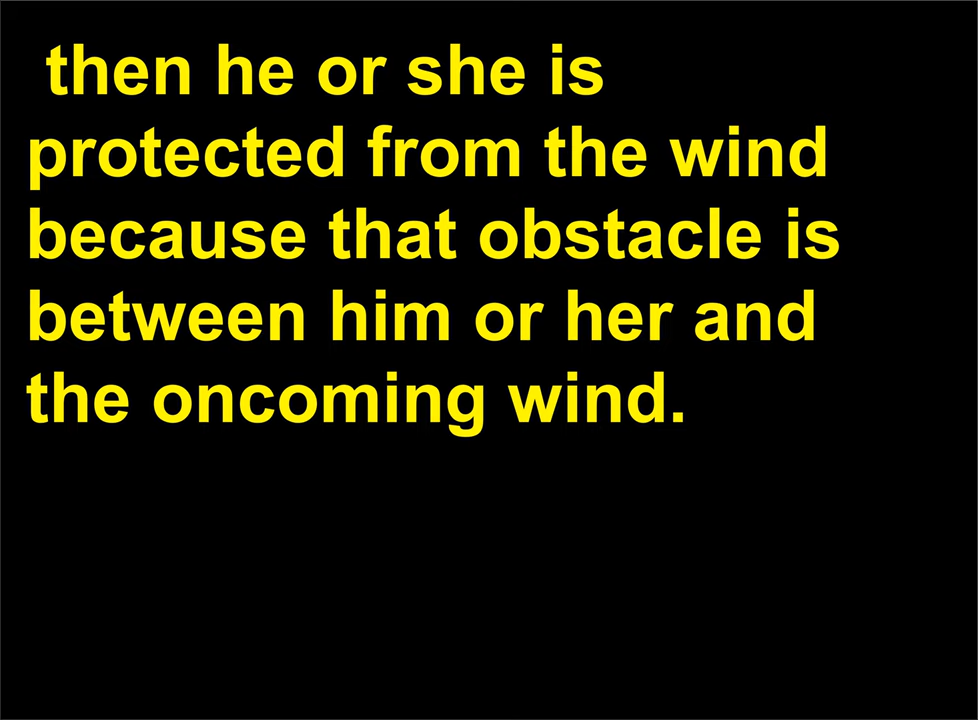 then he or she is
protected from the wind
because that obstacle is
between him or her and
the oncoming wind.